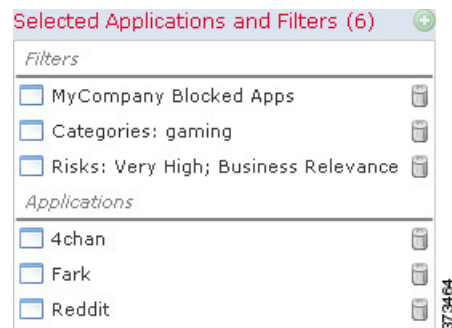 Selected Applications and Filters (6)
Filters
MyCompany Blocked Apps
Categories: gaming
Risks: Very High; Business Relevance
Applications
4chan
Fark
Reddit
373464